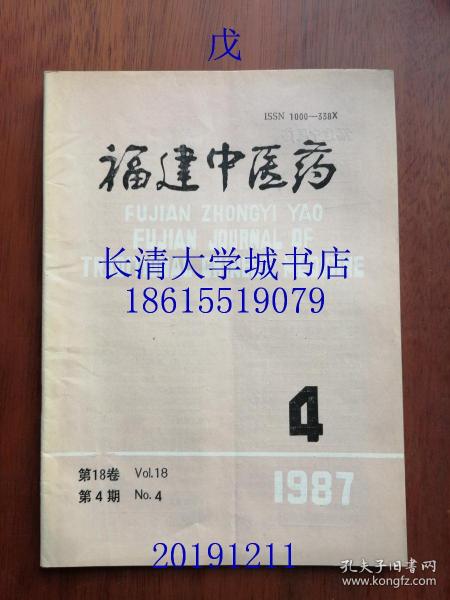 戊
ISSN 1000—338X
福建中医药
FUJIAN ZHONGYI YAO
FUJIAN JOURNAL OF
长清大学城书店
18615519079
4
第18卷 Vol.18
第4期 No.4
1987
20191211
孔夫子旧书网
www.kongfz.com